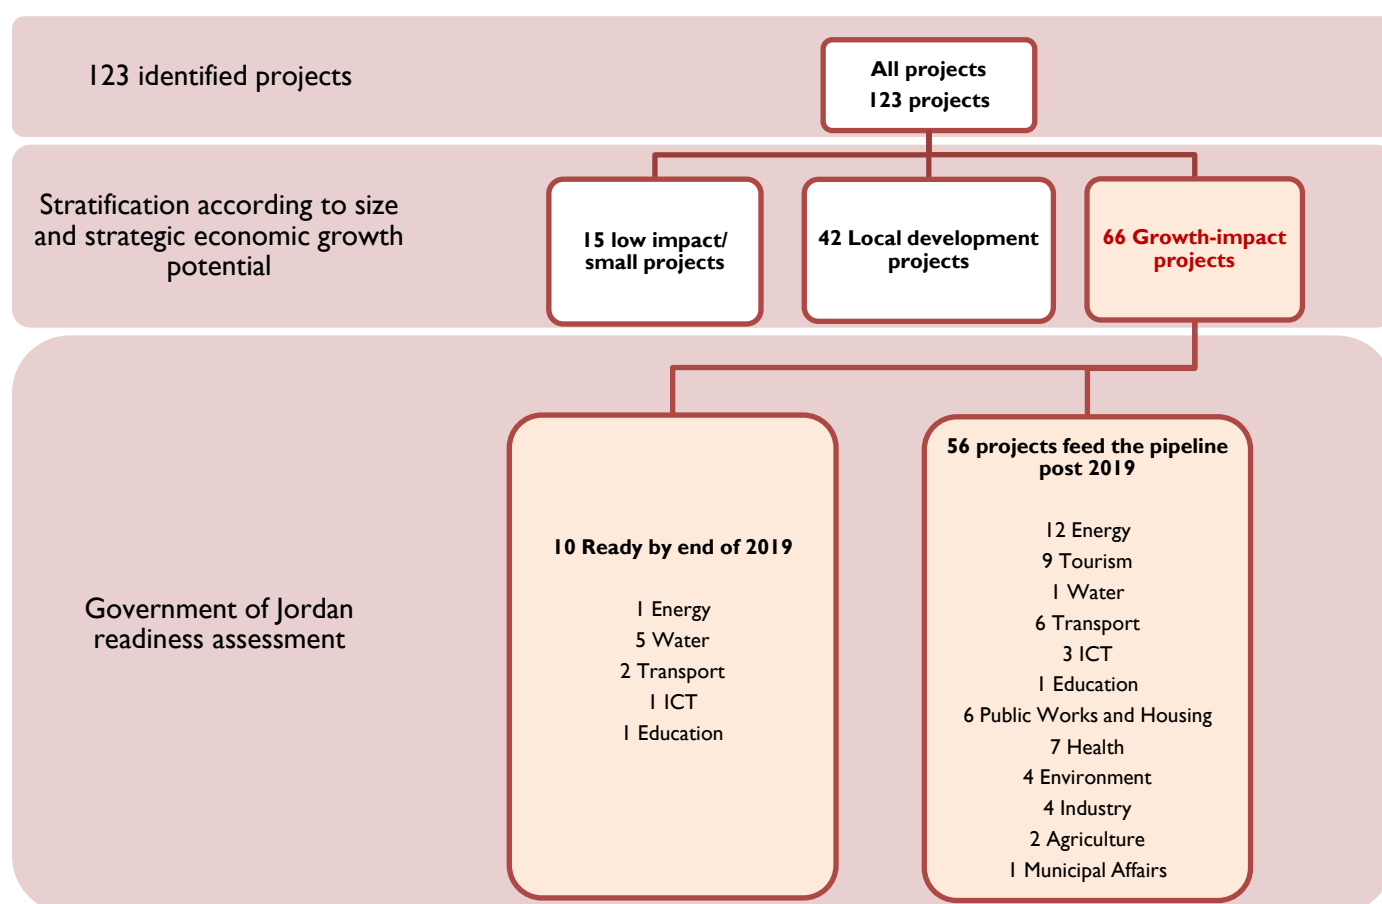 123 identified projects
All projects
123 projects
Stratification according to size
and strategic economic growth
potential
15 low impact/
small projects
42 Local development
projects
66 Growth-impact
projects
Government of Jordan
readiness assessment
10 Ready by end of 2019
1 Energy
5 Water
2 Transport
1 ICT
1 Education
56 projects feed the pipeline
post 2019
12 Energy
9 Tourism
1 Water
6 Transport
3 ICT
1 Education
6 Public Works and Housing
7 Health
4 Environment
4 Industry
2 Agriculture
1 Municipal Affairs